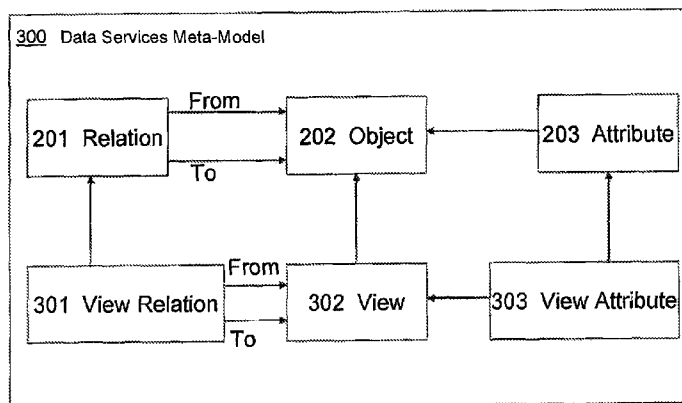 300 Data Services Meta-Model
From
201 Relation
202 Object
203 Attribute
To
From
301 View Relation
302 View
303 View Attribute
To